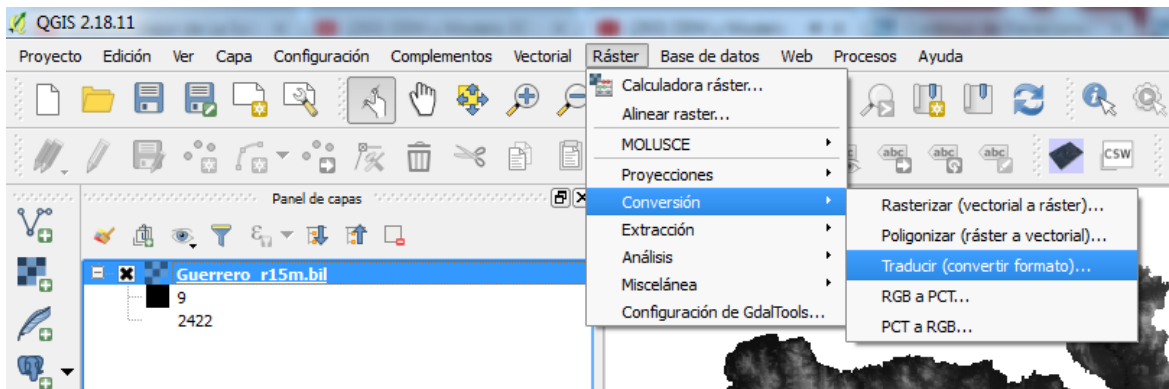 QGIS 2.18.11
Proyecto Edición Ver Capa Configuración Complementos Vectorial Ráster Base de datos Web Procesos Ayuda
Calculadora ráster...
Alinear raster...
MOLUSCE
Proyecciones
Conversión
Extracción
Análisis
Miscelánea
Configuración de GdalTools...
Rasterizar (vectorial a ráster)...
Poligonizar (ráster a vectorial)...
Traducir (convertir formato)...
RGB a PCT...
PCT a RGB...
abc abc abc CSW
Panel de capas
Guerrero_r15m.bil
9
2422